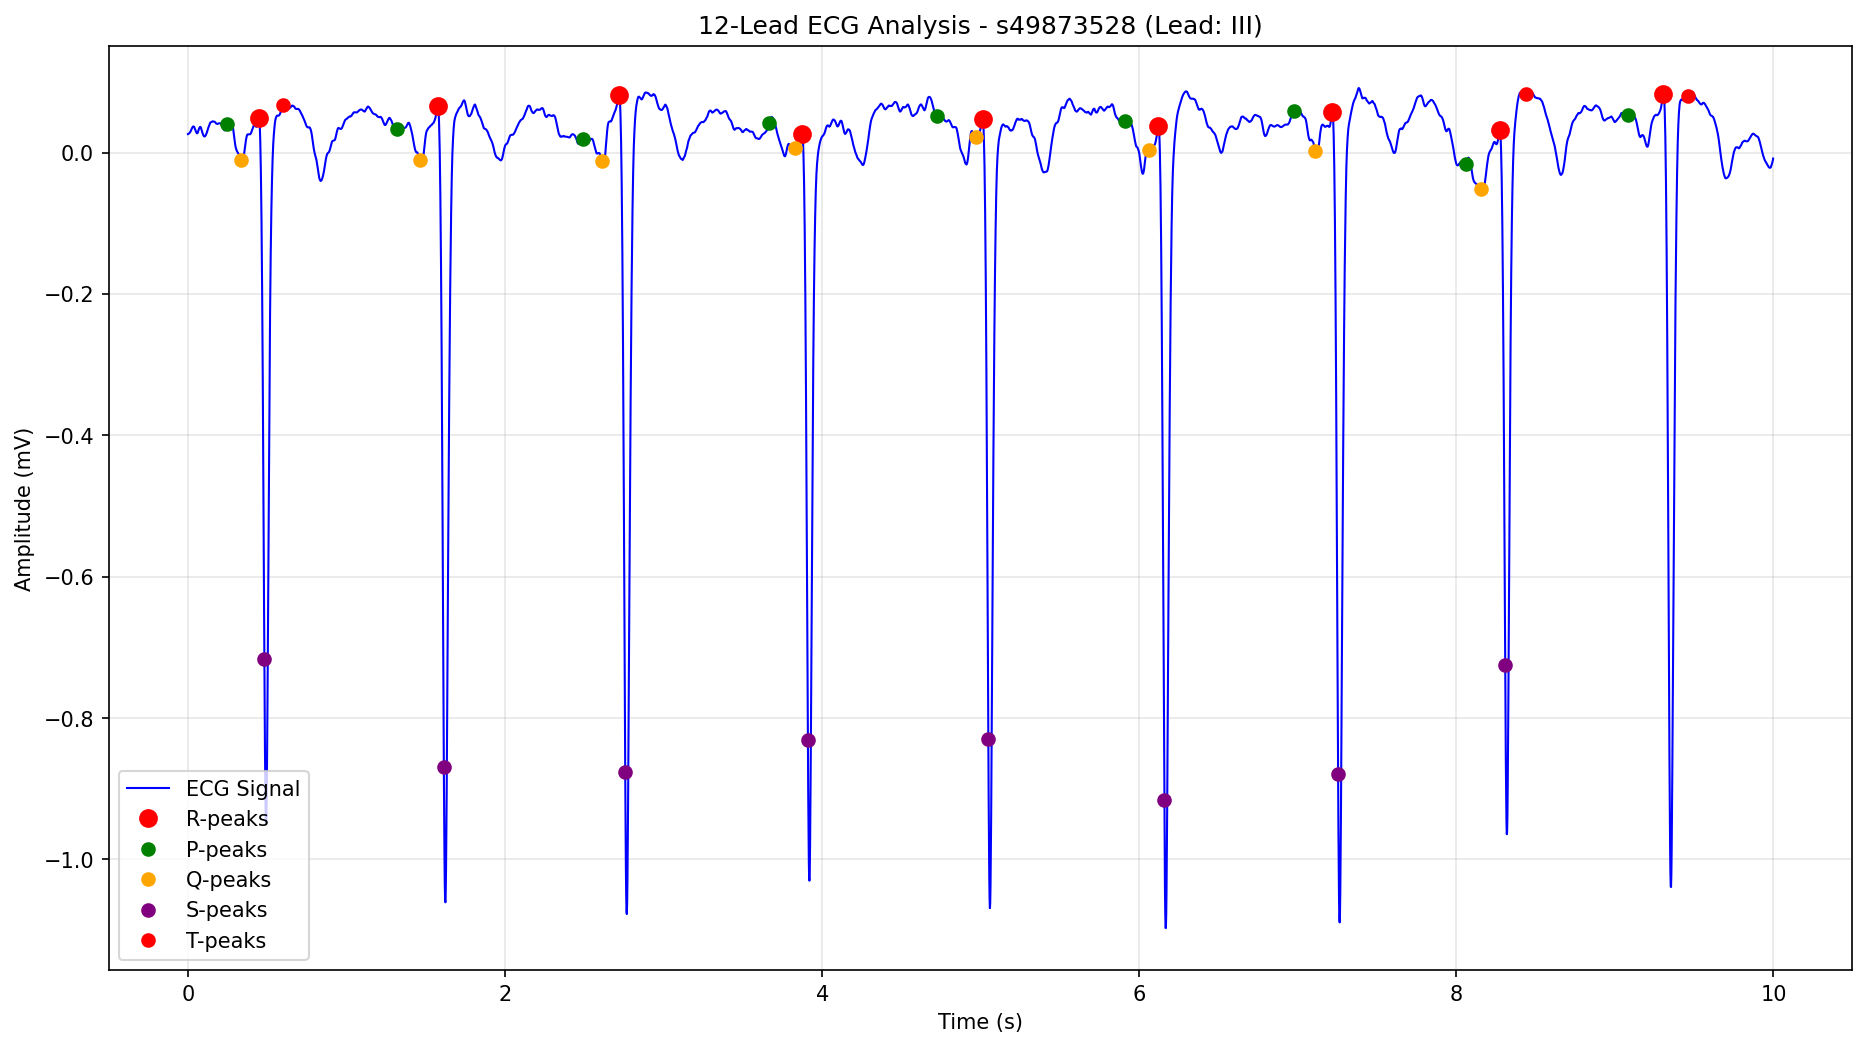 12-Lead ECG Analysis - s49873528 (Lead: III)
Amplitude (mV)
0.0
−0.2
−0.4
−0.6
−0.8
−1.0
ECG Signal
R-peaks
P-peaks
Q-peaks
S-peaks
T-peaks
0 2 4 6 8 10
Time (s)